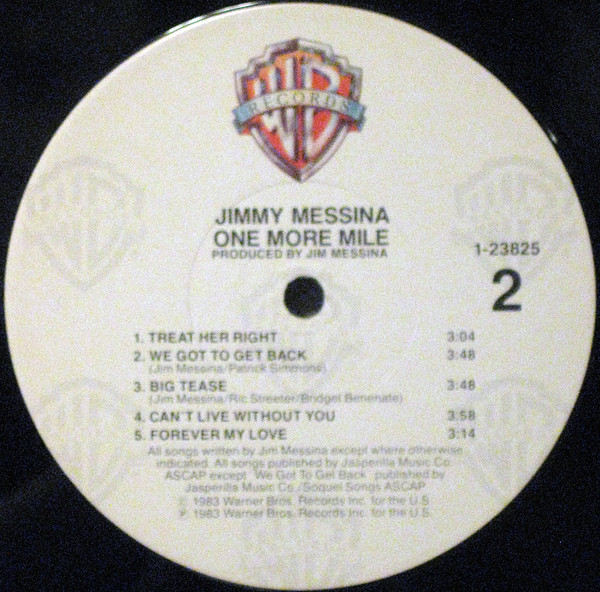 WB
RECORDS
JIMMY MESSINA
ONE MORE MILE
PRODUCED BY JIM MESSINA
1-23825
2
1. TREAT HER RIGHT 3:04
2. WE GOT TO GET BACK 3:48
(Jim Messina/Patrick Simmons)
3. BIG TEASE 3:48
(Jim Messina/Ric Streeter/Bridget Benenate)
4. CAN'T LIVE WITHOUT YOU 3:58
5. FOREVER MY LOVE 3:14
All songs written by Jim Messina except where otherwise
indicated. All songs published by Jasperilla Music Co.
ASCAP except We Got To Get Back published by
Jasperilla Music Co./Soquel Songs ASCAP
© 1983 Warner Bros. Records Inc. for the U.S.
℗ 1983 Warner Bros. Records Inc. for the U.S.